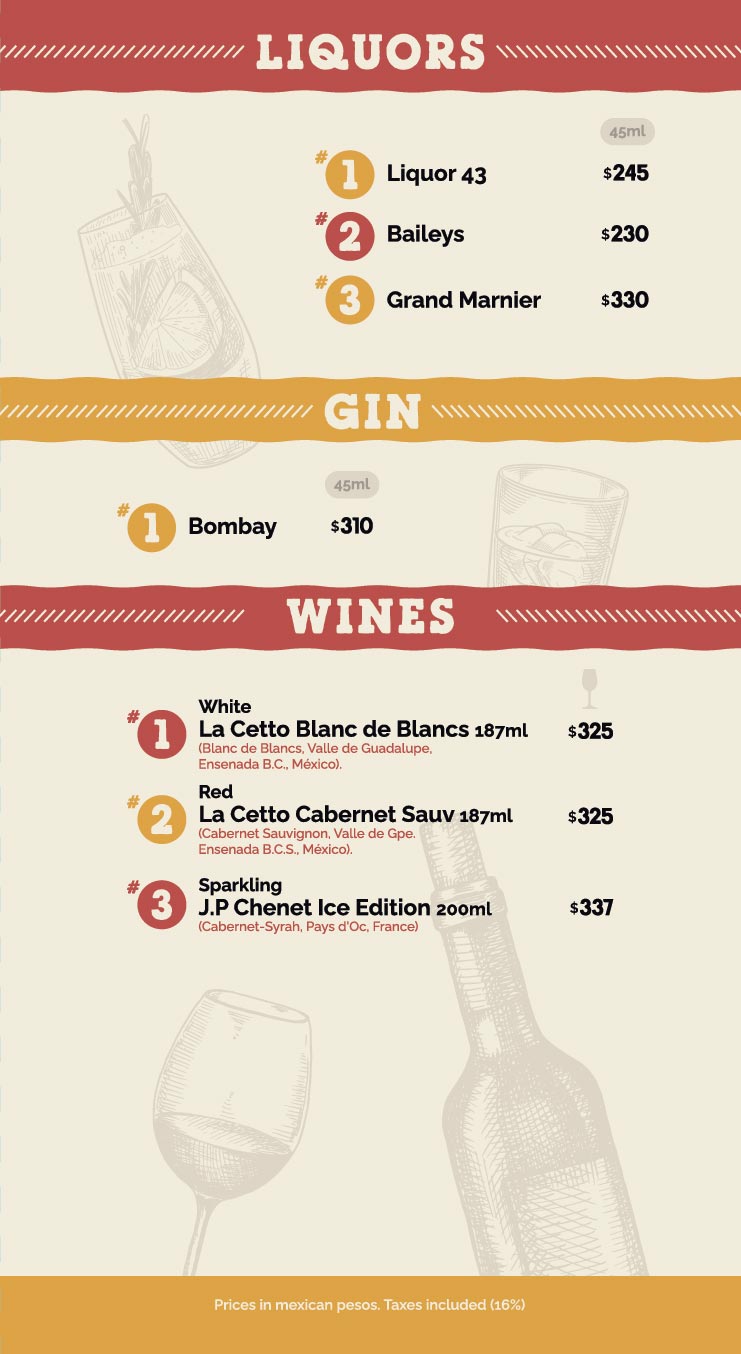 LIQUORS
45ml
#1 Liquor 43 $245
#2 Baileys $230
#3 Grand Marnier $330
GIN
45ml
#1 Bombay $310
WINES
White
#1 La Cetto Blanc de Blancs 187ml $325
(Blanc de Blancs, Valle de Guadalupe,
Ensenada B.C., México).
Red
#2 La Cetto Cabernet Sauv 187ml $325
(Cabernet Sauvignon, Valle de Gpe.
Ensenada B.C.S., México).
Sparkling
#3 J.P Chenet Ice Edition 200ml $337
(Cabernet-Syrah, Pays d'Oc, France)
Prices in mexican pesos. Taxes included (16%)